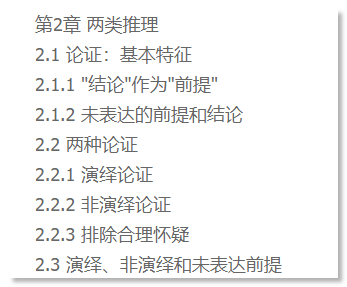 第2章 两类推理
2.1 论证：基本特征
2.1.1 "结论"作为"前提"
2.1.2 未表达的前提和结论
2.2 两种论证
2.2.1 演绎论证
2.2.2 非演绎论证
2.2.3 排除合理怀疑
2.3 演绎、非演绎和未表达前提